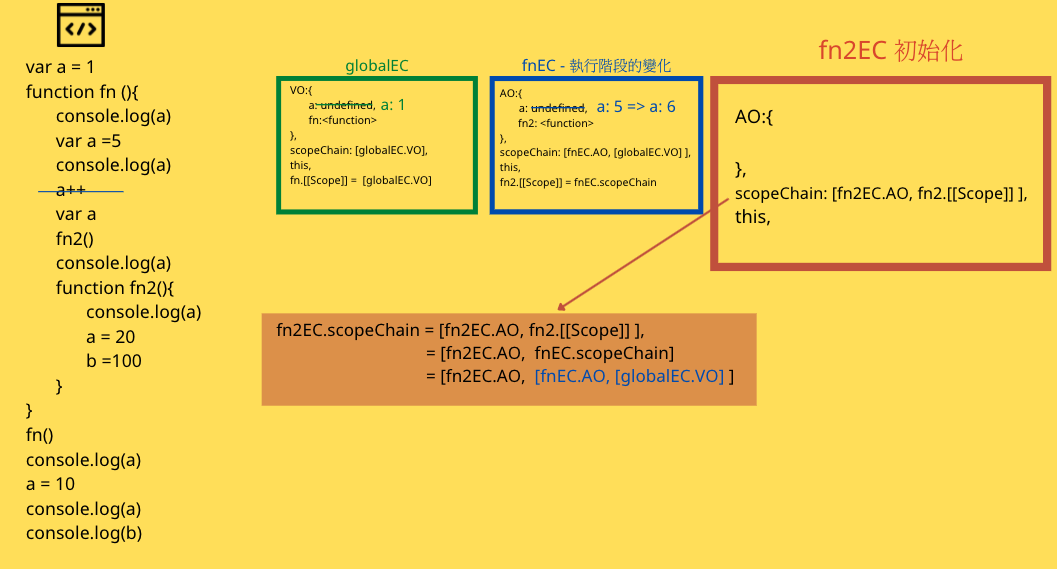 </>
var a = 1
function fn (){
console.log(a)
var a =5
console.log(a)
a++
var a
fn2()
console.log(a)
function fn2(){
console.log(a)
a = 20
b =100
}
}
fn()
console.log(a)
a = 10
console.log(a)
console.log(b)
globalEC
VO:{
a: undefined, a: 1
fn:<function>
},
scopeChain: [globalEC.VO],
this,
fn.[[Scope]] = [globalEC.VO]
fnEC - 執行階段的變化
AO:{
a: undefined, a: 5 => a: 6
fn2: <function>
},
scopeChain: [fnEC.AO, [globalEC.VO] ],
this,
fn2.[[Scope]] = fnEC.scopeChain
fn2EC 初始化
AO:{
},
scopeChain: [fn2EC.AO, fn2.[[Scope]] ],
this,
fn2EC.scopeChain = [fn2EC.AO, fn2.[[Scope]] ],
= [fn2EC.AO, fnEC.scopeChain]
= [fn2EC.AO, [fnEC.AO, [globalEC.VO] ]